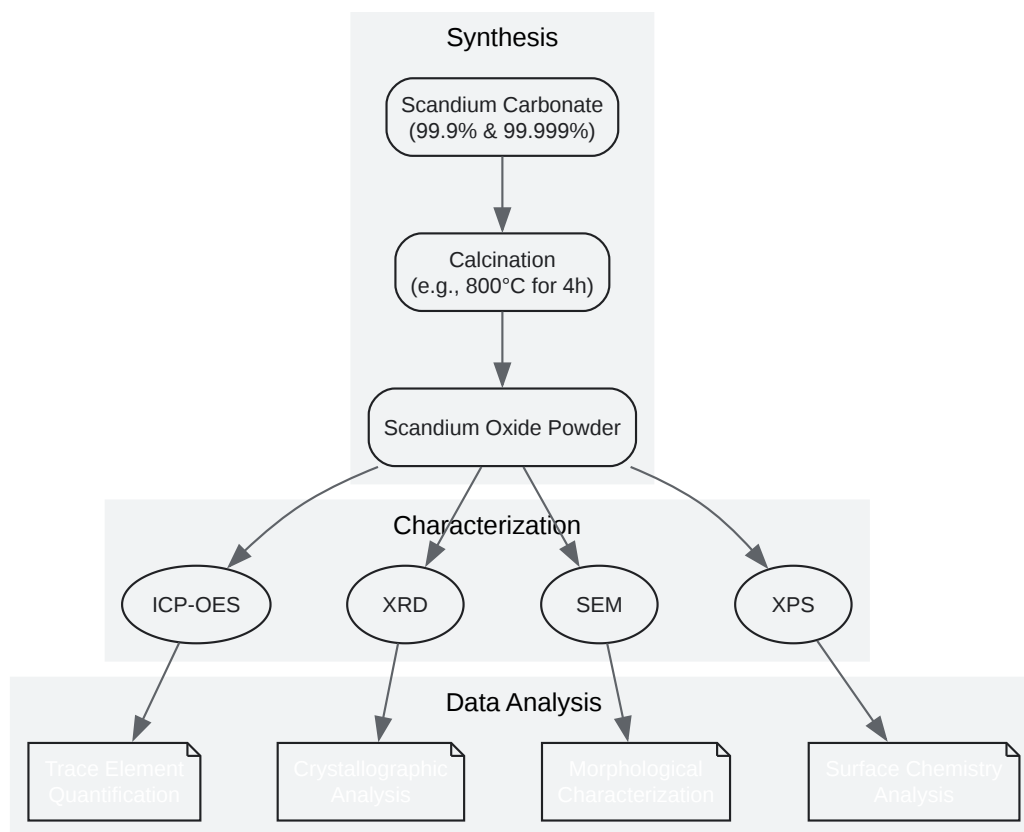 Synthesis
Scandium Carbonate
(99.9% & 99.999%)
Calcination
(e.g., 800°C for 4h)
Scandium Oxide Powder
Characterization
ICP-OES
XRD
SEM
XPS
Data Analysis
Trace Element
Quantification
Crystallographic
Analysis
Morphological
Characterization
Surface Chemistry
Analysis